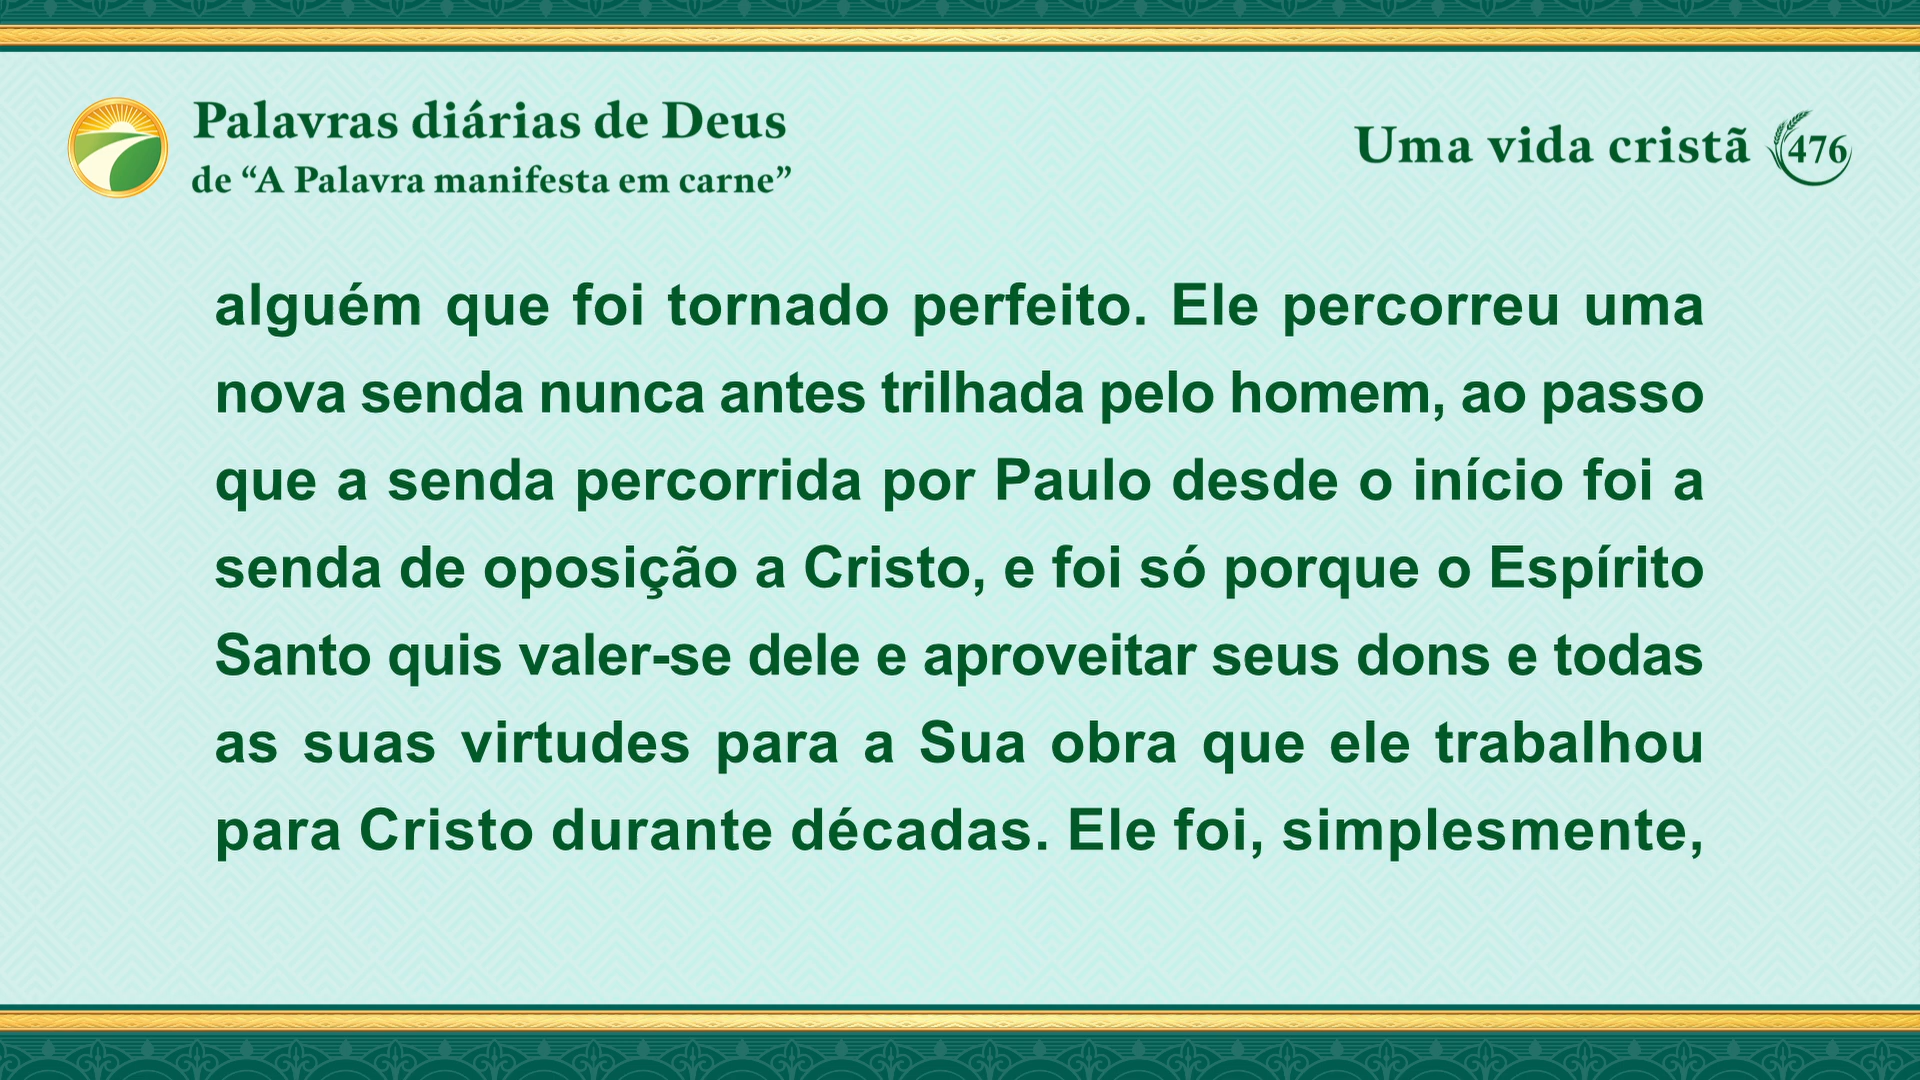 Palavras diárias de Deus
de “A Palavra manifesta em carne”
Uma vida cristã 476
alguém que foi tornado perfeito. Ele percorreu uma
nova senda nunca antes trilhada pelo homem, ao passo
que a senda percorrida por Paulo desde o início foi a
senda de oposição a Cristo, e foi só porque o Espírito
Santo quis valer-se dele e aproveitar seus dons e todas
as suas virtudes para a Sua obra que ele trabalhou
para Cristo durante décadas. Ele foi, simplesmente,